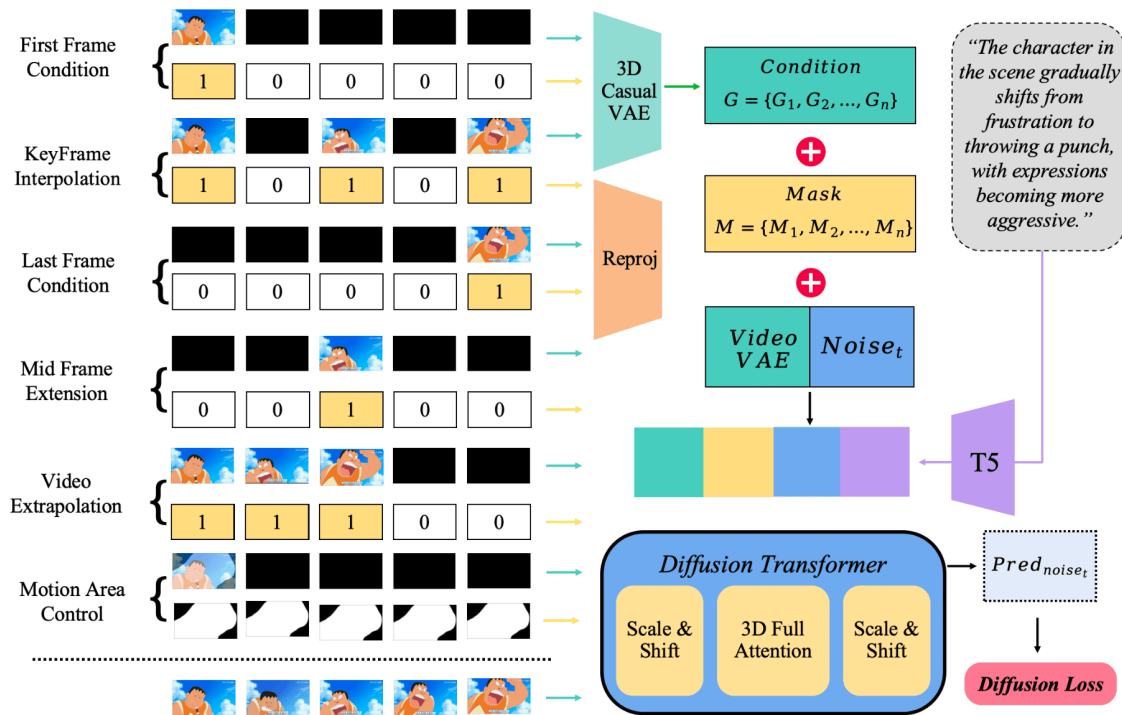 First Frame
Condition
1 0 0 0 0
KeyFrame
Interpolation
1 0 1 0 1
Last Frame
Condition
0 0 0 0 1
Mid Frame
Extension
0 0 1 0 0
Video
Extrapolation
1 1 1 0 0
Motion Area
Control
3D
Casual
VAE
Reproj
Condition
G = {G₁, G₂, ..., Gₙ}
+
Mask
M = {M₁, M₂, ..., Mₙ}
+
Video
VAE
Noiseₜ
“The character in
the scene gradually
shifts from
frustration to
throwing a punch,
with expressions
becoming more
aggressive.”
T5
Diffusion Transformer
Scale &
Shift
3D Full
Attention
Scale &
Shift
Pred_{noise_t}
Diffusion Loss